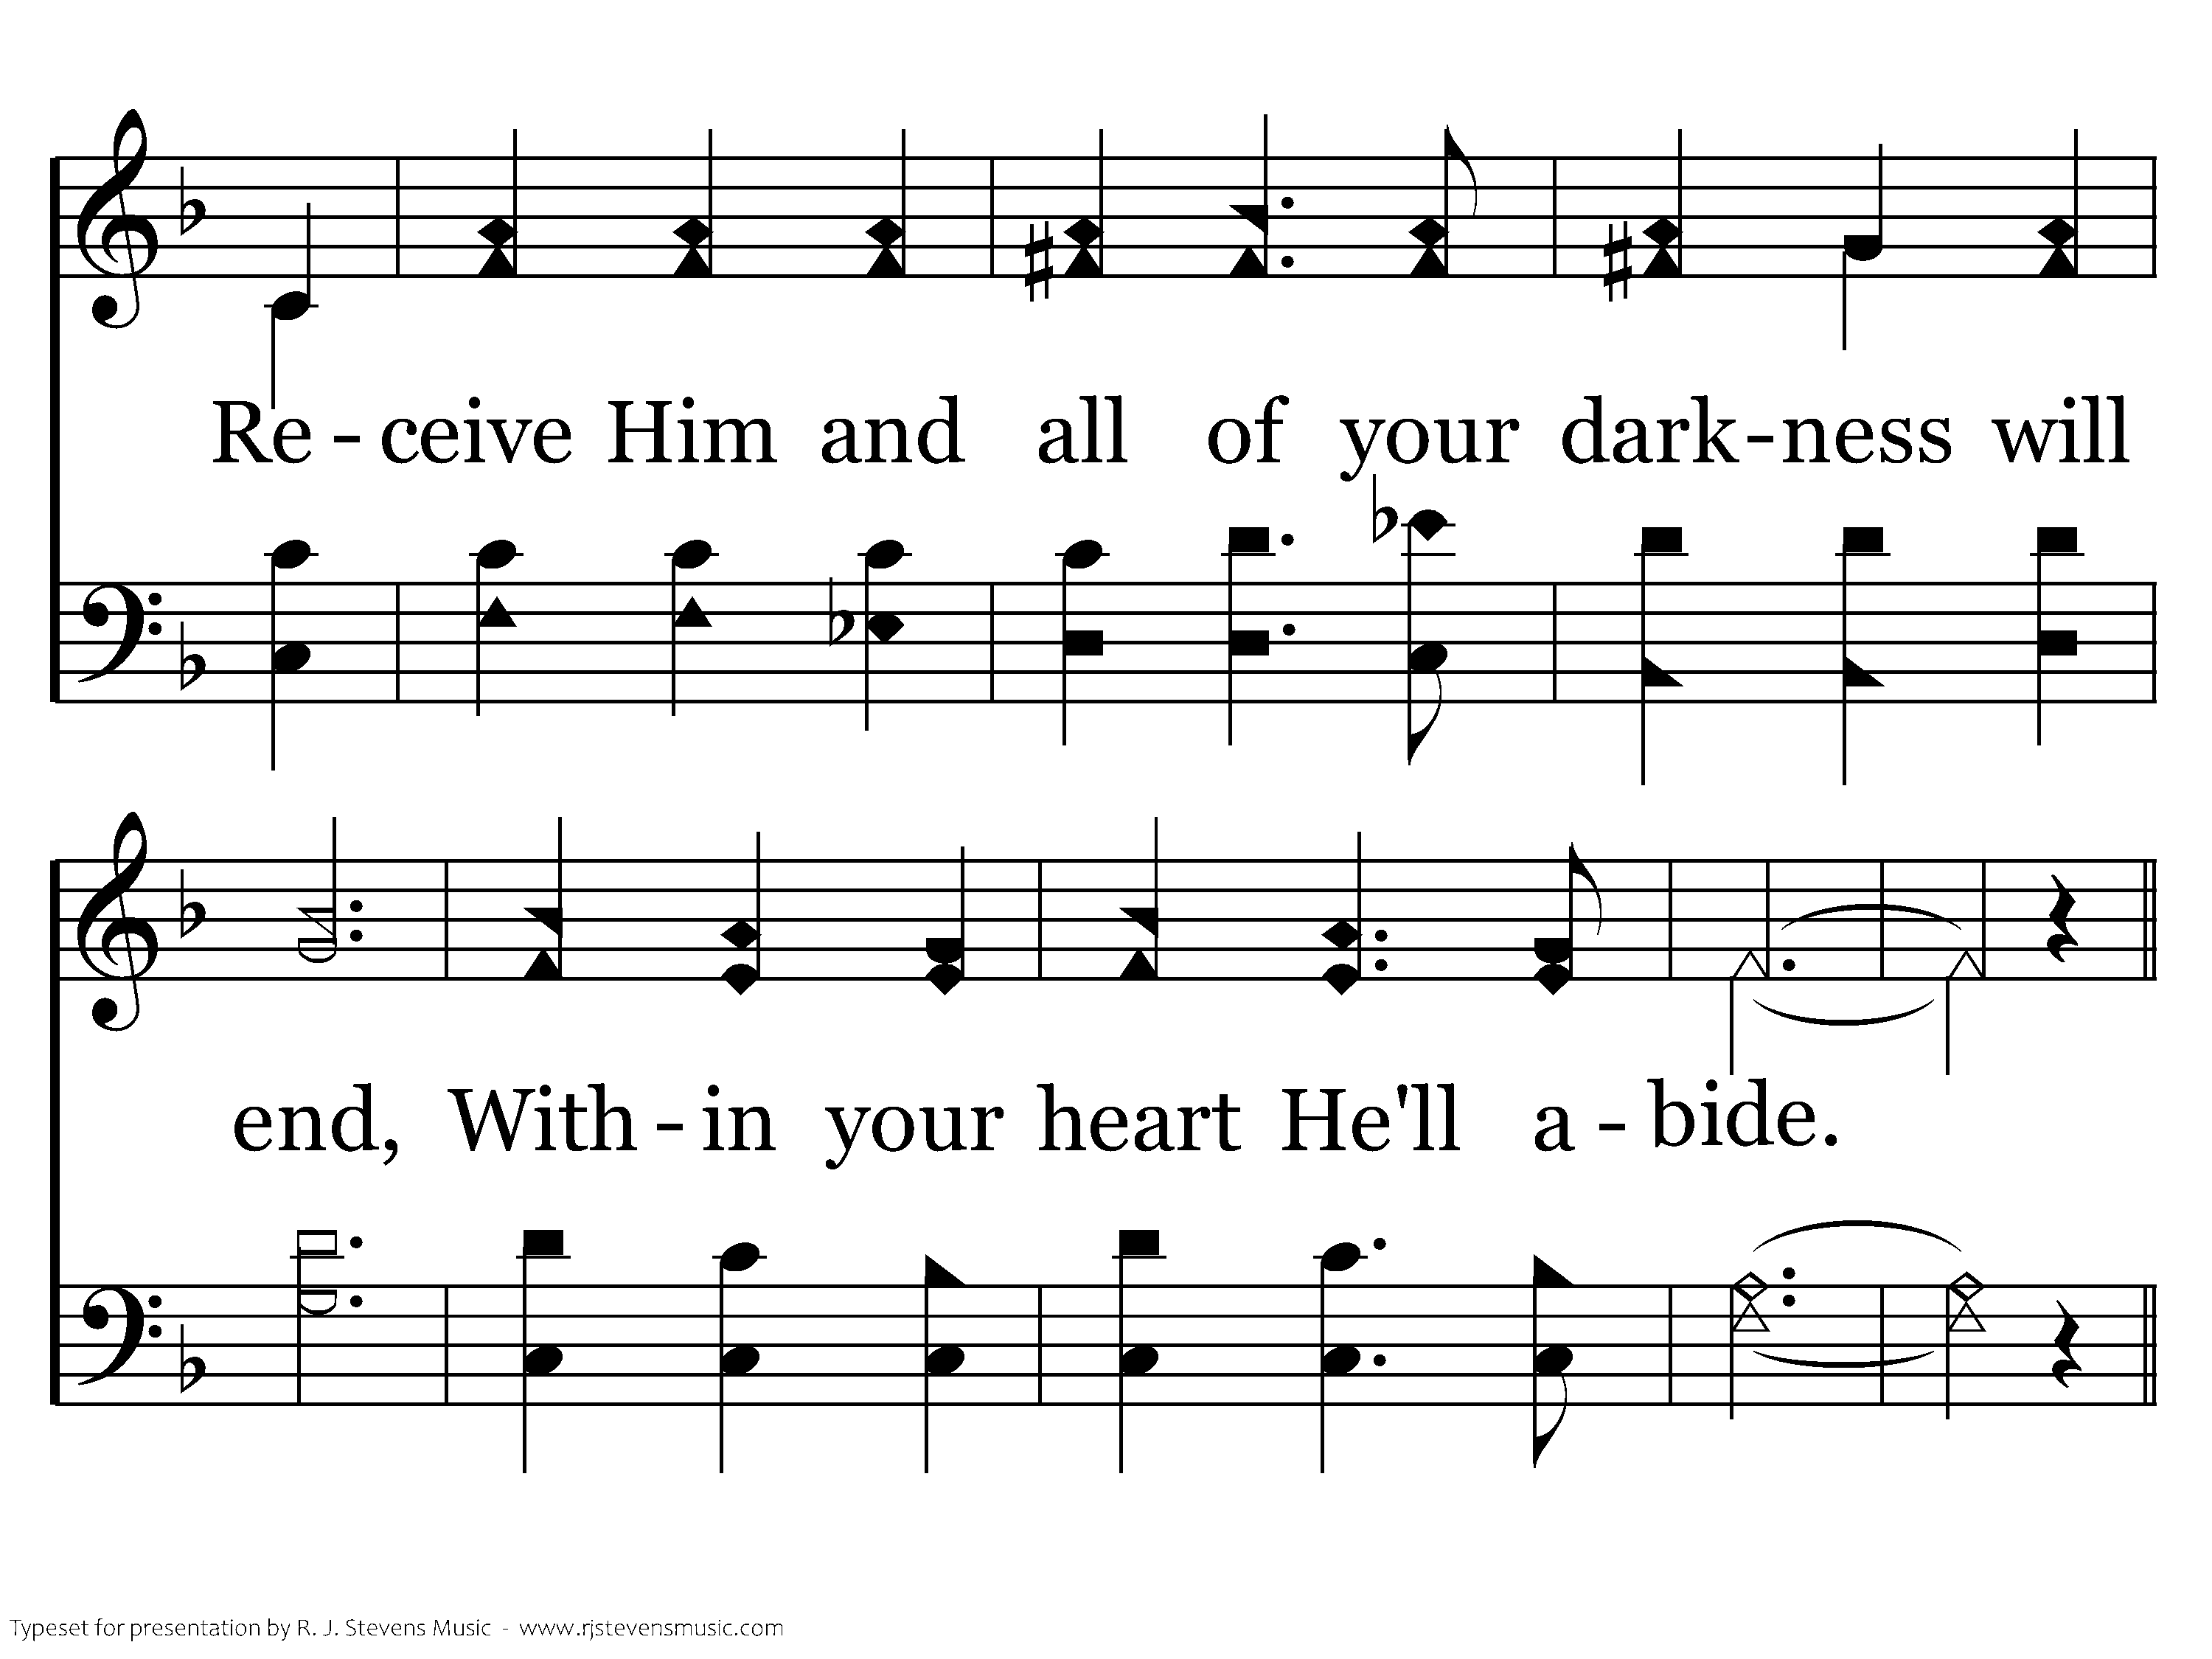 Re - ceive Him and all of your dark-ness will
end, With - in your heart He'll a - bide.
Typeset for presentation by R. J. Stevens Music - www.rjstevensmusic.com